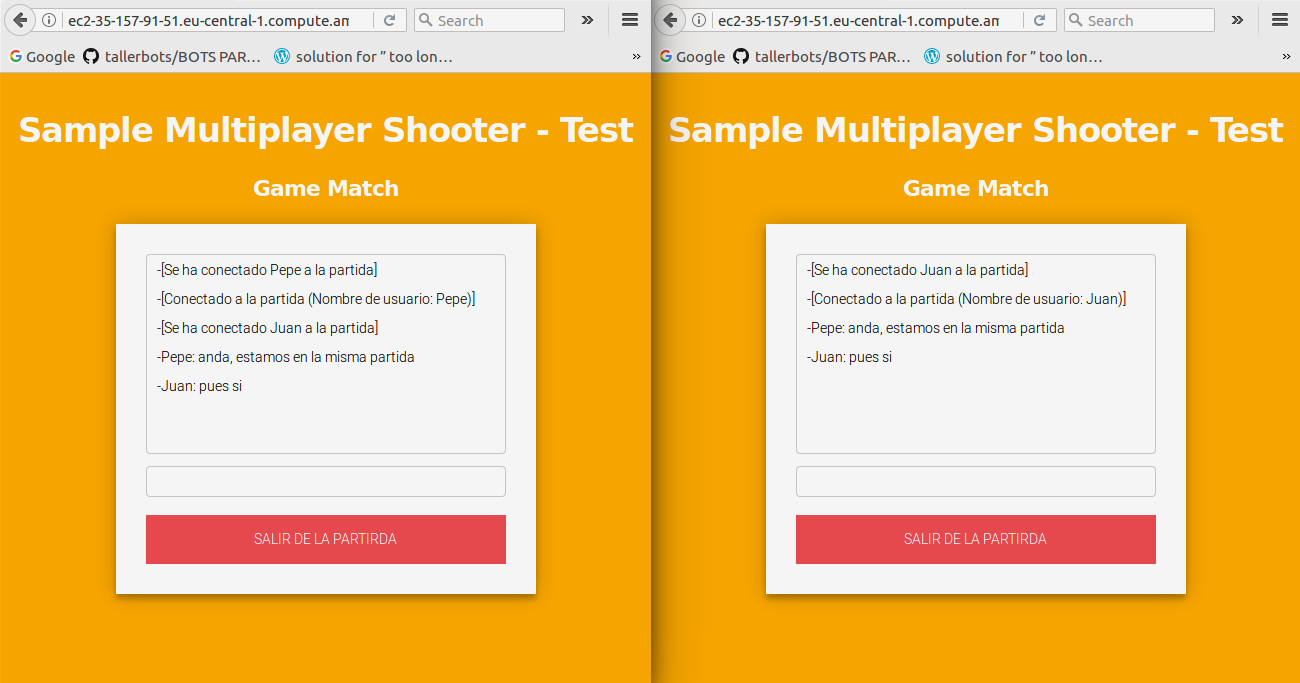 ec2-35-157-91-51.eu-central-1.compute.am
Search
Google
tallerbots/BOTS PAR...
solution for " too lon...
Sample Multiplayer Shooter - Test
Game Match
-[Se ha conectado Pepe a la partida]
-[Conectado a la partida (Nombre de usuario: Pepe)]
-[Se ha conectado Juan a la partida]
-Pepe: anda, estamos en la misma partida
-Juan: pues si
SALIR DE LA PARTIRDA
ec2-35-157-91-51.eu-central-1.compute.am
Search
Google
tallerbots/BOTS PAR...
solution for " too lon...
Sample Multiplayer Shooter - Test
Game Match
-[Se ha conectado Juan a la partida]
-[Conectado a la partida (Nombre de usuario: Juan)]
-Pepe: anda, estamos en la misma partida
-Juan: pues si
SALIR DE LA PARTIRDA